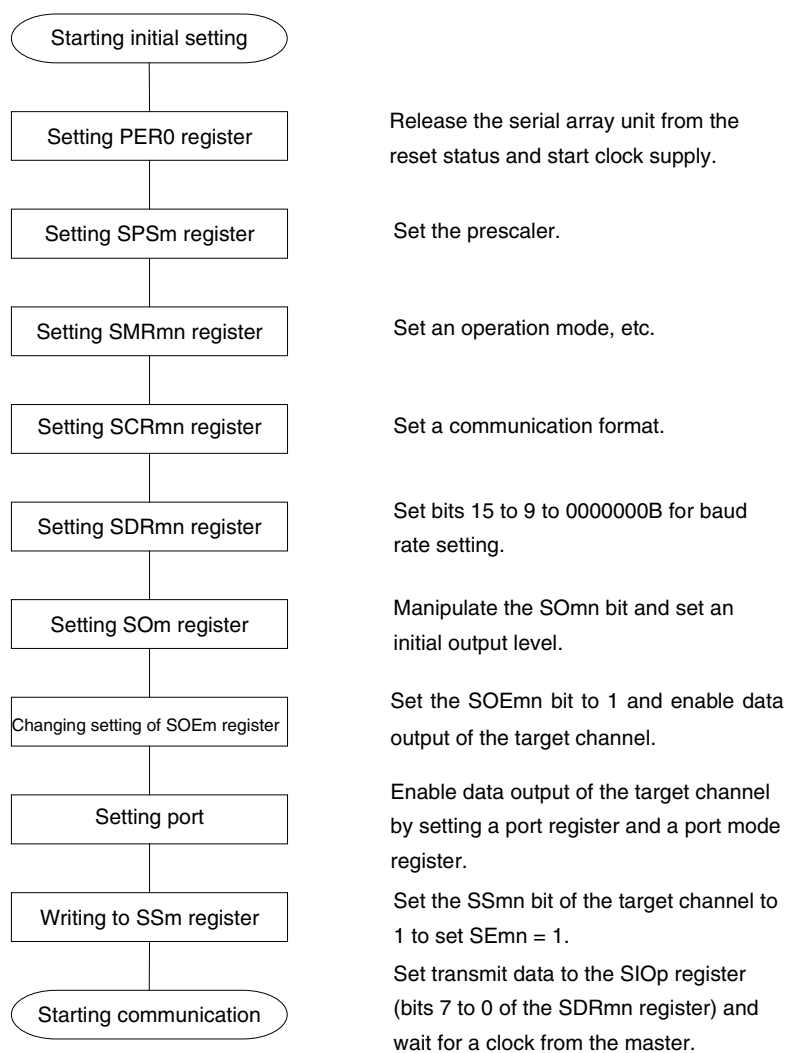 Starting initial setting
Setting PER0 register
Release the serial array unit from the
reset status and start clock supply.
Setting SPSm register
Set the prescaler.
Setting SMRmn register
Set an operation mode, etc.
Setting SCRmn register
Set a communication format.
Setting SDRmn register
Set bits 15 to 9 to 0000000B for baud
rate setting.
Setting SOm register
Manipulate the SOmn bit and set an
initial output level.
Changing setting of SOEm register
Set the SOEmn bit to 1 and enable data
output of the target channel.
Setting port
Enable data output of the target channel
by setting a port register and a port mode
register.
Writing to SSm register
Set the SSmn bit of the target channel to
1 to set SEmn = 1.
Starting communication
Set transmit data to the SIOp register
(bits 7 to 0 of the SDRmn register) and
wait for a clock from the master.